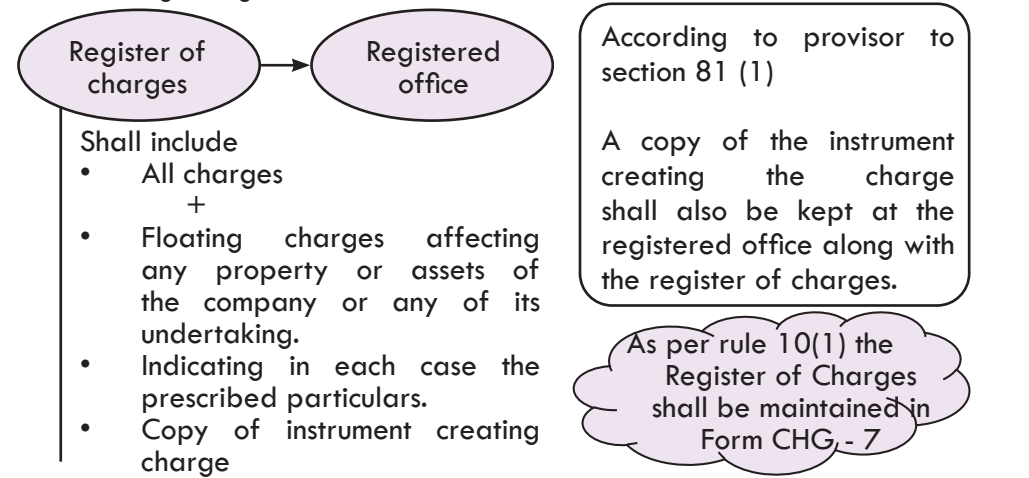 Register of
charges
Registered
office
Shall include
• All charges
+
• Floating charges affecting
any property or assets of
the company or any of its
undertaking.
• Indicating in each case the
prescribed particulars.
• Copy of instrument creating
charge
According to provisor to
section 81 (1)
A copy of the instrument
creating the charge
shall also be kept at the
registered office along with
the register of charges.
As per rule 10(1) the
Register of Charges
shall be maintained in
Form CHG - 7